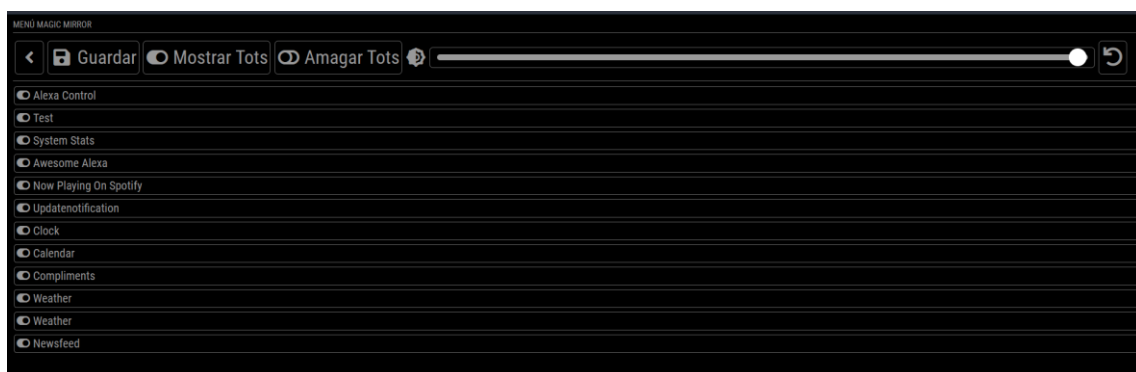 MENÚ MAGIC MIRROR
Guardar Mostrar Tots Amagar Tots
Alexa Control
Test
System Stats
Awesome Alexa
Now Playing On Spotify
Updatenotification
Clock
Calendar
Compliments
Weather
Weather
Newsfeed